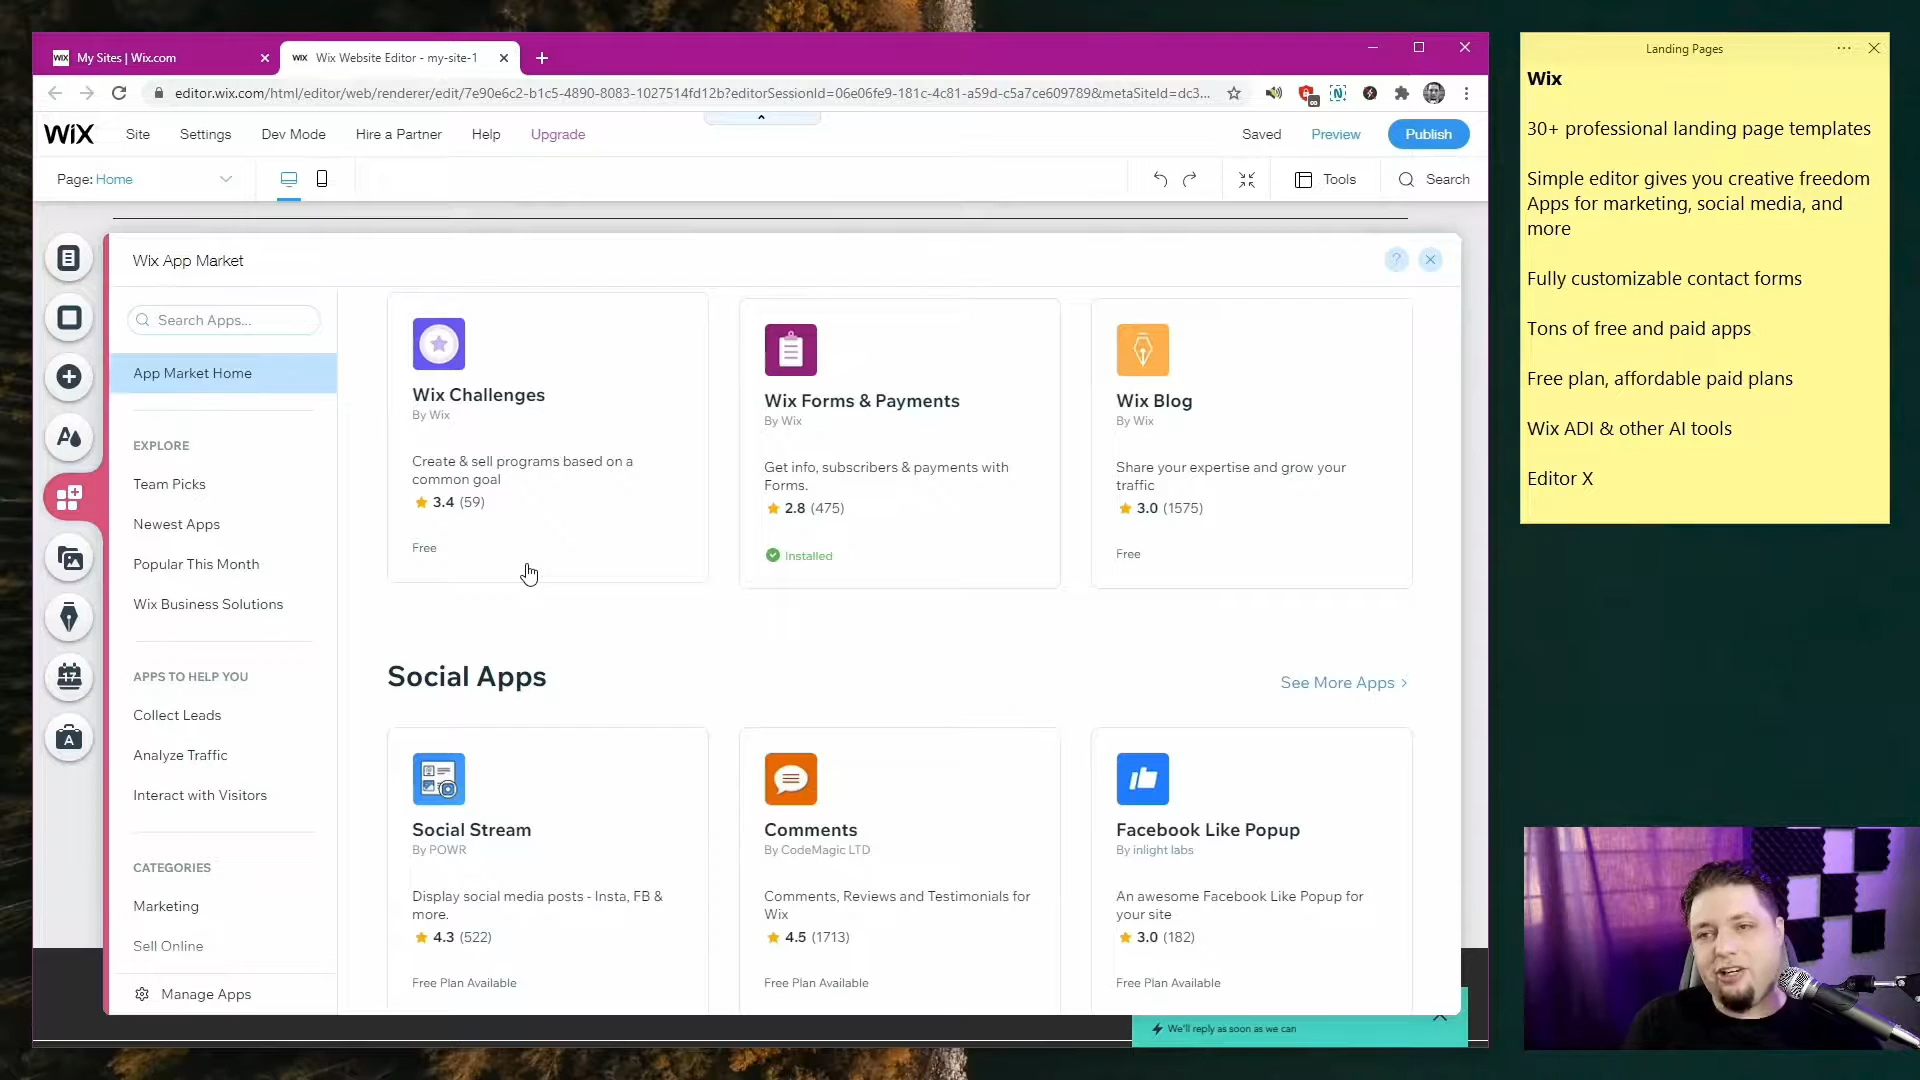 WiX My Sites | Wix.com
WiX Wix Website Editor - my-site-1
editor.wix.com/html/editor/web/renderer/edit/7e90e6c2-b1c5-4890-8083-1027514fd12b?editorSessionId=06e06fe9-181c-4c81-a59d-c5a7ce609789&metaSiteId=dc3...
WiX Site Settings Dev Mode Hire a Partner Help Upgrade Saved Preview Publish
Page: Home Tools Search
Wix App Market
?
Search Apps...
App Market Home
EXPLORE
Team Picks
Newest Apps
Popular This Month
Wix Business Solutions
APPS TO HELP YOU
Collect Leads
Analyze Traffic
Interact with Visitors
CATEGORIES
Marketing
Sell Online
Manage Apps
17
A
Wix Challenges
By Wix
Create & sell programs based on a
common goal
3.4 (59)
Free
Wix Forms & Payments
By Wix
Get info, subscribers & payments with
Forms.
2.8 (475)
Installed
Wix Blog
By Wix
Share your expertise and grow your
traffic
3.0 (1575)
Free
Social Apps
See More Apps >
Social Stream
By POWR
Display social media posts - Insta, FB &
more.
4.3 (522)
Free Plan Available
Comments
By CodeMagic LTD
Comments, Reviews and Testimonials for
Wix
4.5 (1713)
Free Plan Available
Facebook Like Popup
By inlight labs
An awesome Facebook Like Popup for
your site
3.0 (182)
Free Plan Available
We'll reply as soon as we can
Landing Pages
Wix
30+ professional landing page templates
Simple editor gives you creative freedom
Apps for marketing, social media, and
more
Fully customizable contact forms
Tons of free and paid apps
Free plan, affordable paid plans
Wix ADI & other AI tools
Editor X